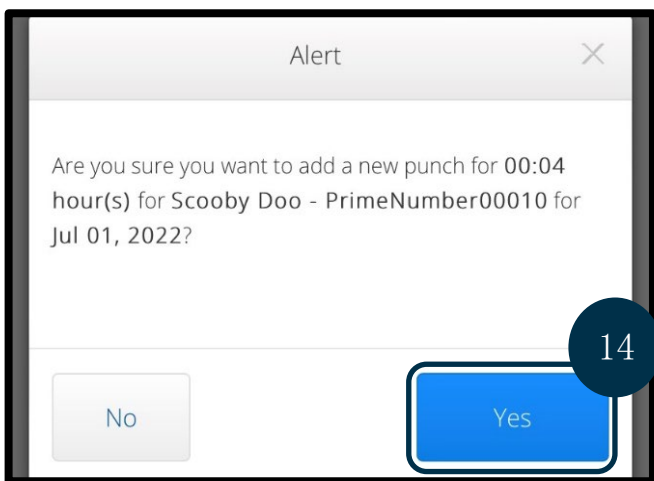 Alert
Are you sure you want to add a new punch for 00:04
hour(s) for Scooby Doo - PrimeNumber00010 for
Jul 01, 2022?
14
No
Yes